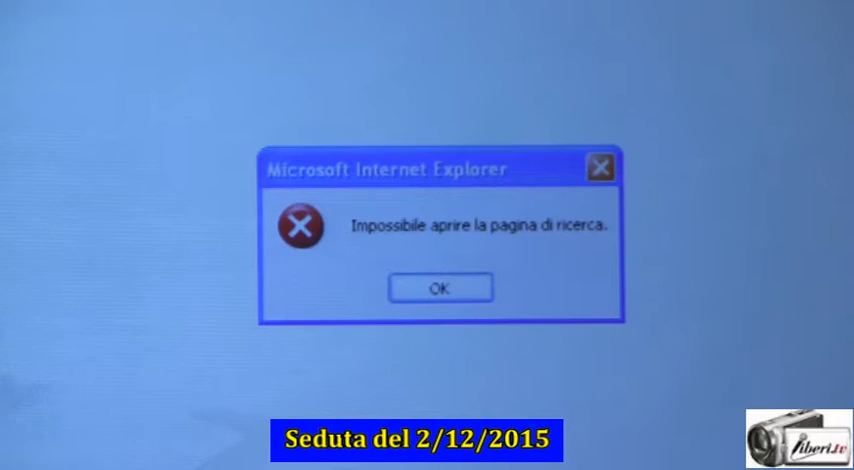 Microsoft Internet Explorer
Impossibile aprire la pagina di ricerca.
OK
Seduta del 2/12/2015
liberi.tv